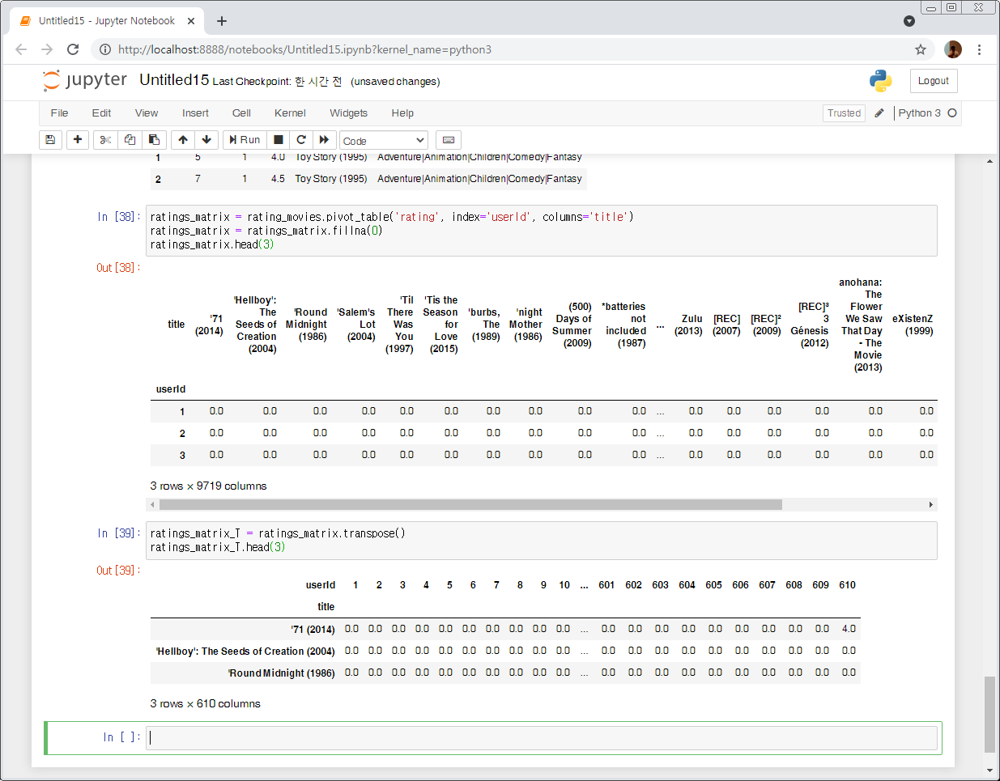 Untitled15 - Jupyter Notebook
http://localhost:8888/notebooks/Untitled15.ipynb?kernel_name=python3
jupyter Untitled15 Last Checkpoint: 한 시간 전 (unsaved changes)
Logout
File Edit View Insert Cell Kernel Widgets Help
Trusted Python 3
Run Code
1 5 1 4.0 Toy Story (1995) Adventure|Animation|Children|Comedy|Fantasy
2 7 1 4.5 Toy Story (1995) Adventure|Animation|Children|Comedy|Fantasy
In [38]: ratings_matrix = rating_movies.pivot_table('rating', index='userId', columns='title')
ratings_matrix = ratings_matrix.fillna(0)
ratings_matrix.head(3)
Out[38]:
title '71 (2014) 'Hellboy': The Seeds of Creation (2004) 'Round Midnight (1986) 'Salem's Lot (2004) 'Til There Was You (1997) 'Tis the Season for Love (2015) 'burbs, The (1989) 'night Mother (1986) (500) Days of Summer (2009) *batteries not included (1987) ... Zulu (2013) [REC] (2007) [REC]² (2009) [REC]³ 3 Génesis (2012) anohana: The Flower We Saw That Day - The Movie (2013) eXistenZ (1999)
userId
1 0.0 0.0 0.0 0.0 0.0 0.0 0.0 0.0 0.0 0.0 ... 0.0 0.0 0.0 0.0 0.0 0.0
2 0.0 0.0 0.0 0.0 0.0 0.0 0.0 0.0 0.0 0.0 ... 0.0 0.0 0.0 0.0 0.0 0.0
3 0.0 0.0 0.0 0.0 0.0 0.0 0.0 0.0 0.0 0.0 ... 0.0 0.0 0.0 0.0 0.0 0.0
3 rows × 9719 columns
In [39]: ratings_matrix_T = ratings_matrix.transpose()
ratings_matrix_T.head(3)
Out[39]:
userId 1 2 3 4 5 6 7 8 9 10 ... 601 602 603 604 605 606 607 608 609 610
title
'71 (2014) 0.0 0.0 0.0 0.0 0.0 0.0 0.0 0.0 0.0 0.0 ... 0.0 0.0 0.0 0.0 0.0 0.0 0.0 0.0 0.0 4.0
'Hellboy': The Seeds of Creation (2004) 0.0 0.0 0.0 0.0 0.0 0.0 0.0 0.0 0.0 0.0 ... 0.0 0.0 0.0 0.0 0.0 0.0 0.0 0.0 0.0 0.0
'Round Midnight (1986) 0.0 0.0 0.0 0.0 0.0 0.0 0.0 0.0 0.0 0.0 ... 0.0 0.0 0.0 0.0 0.0 0.0 0.0 0.0 0.0 0.0
3 rows × 610 columns
In [ ]: